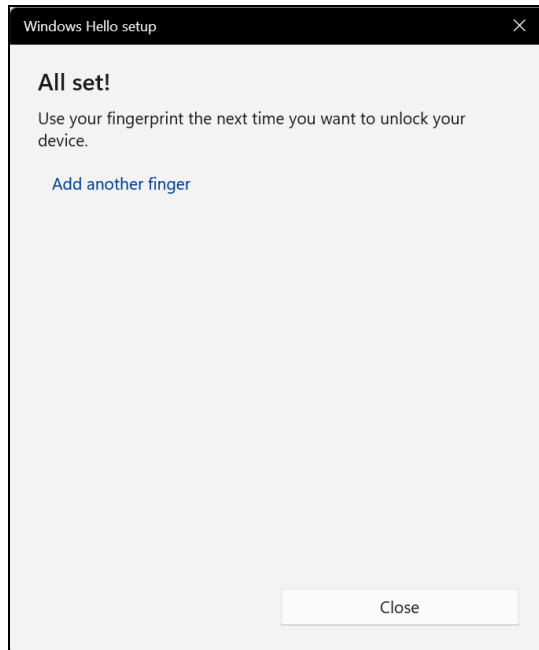 Windows Hello setup
All set!
Use your fingerprint the next time you want to unlock your
device.
Add another finger
Close